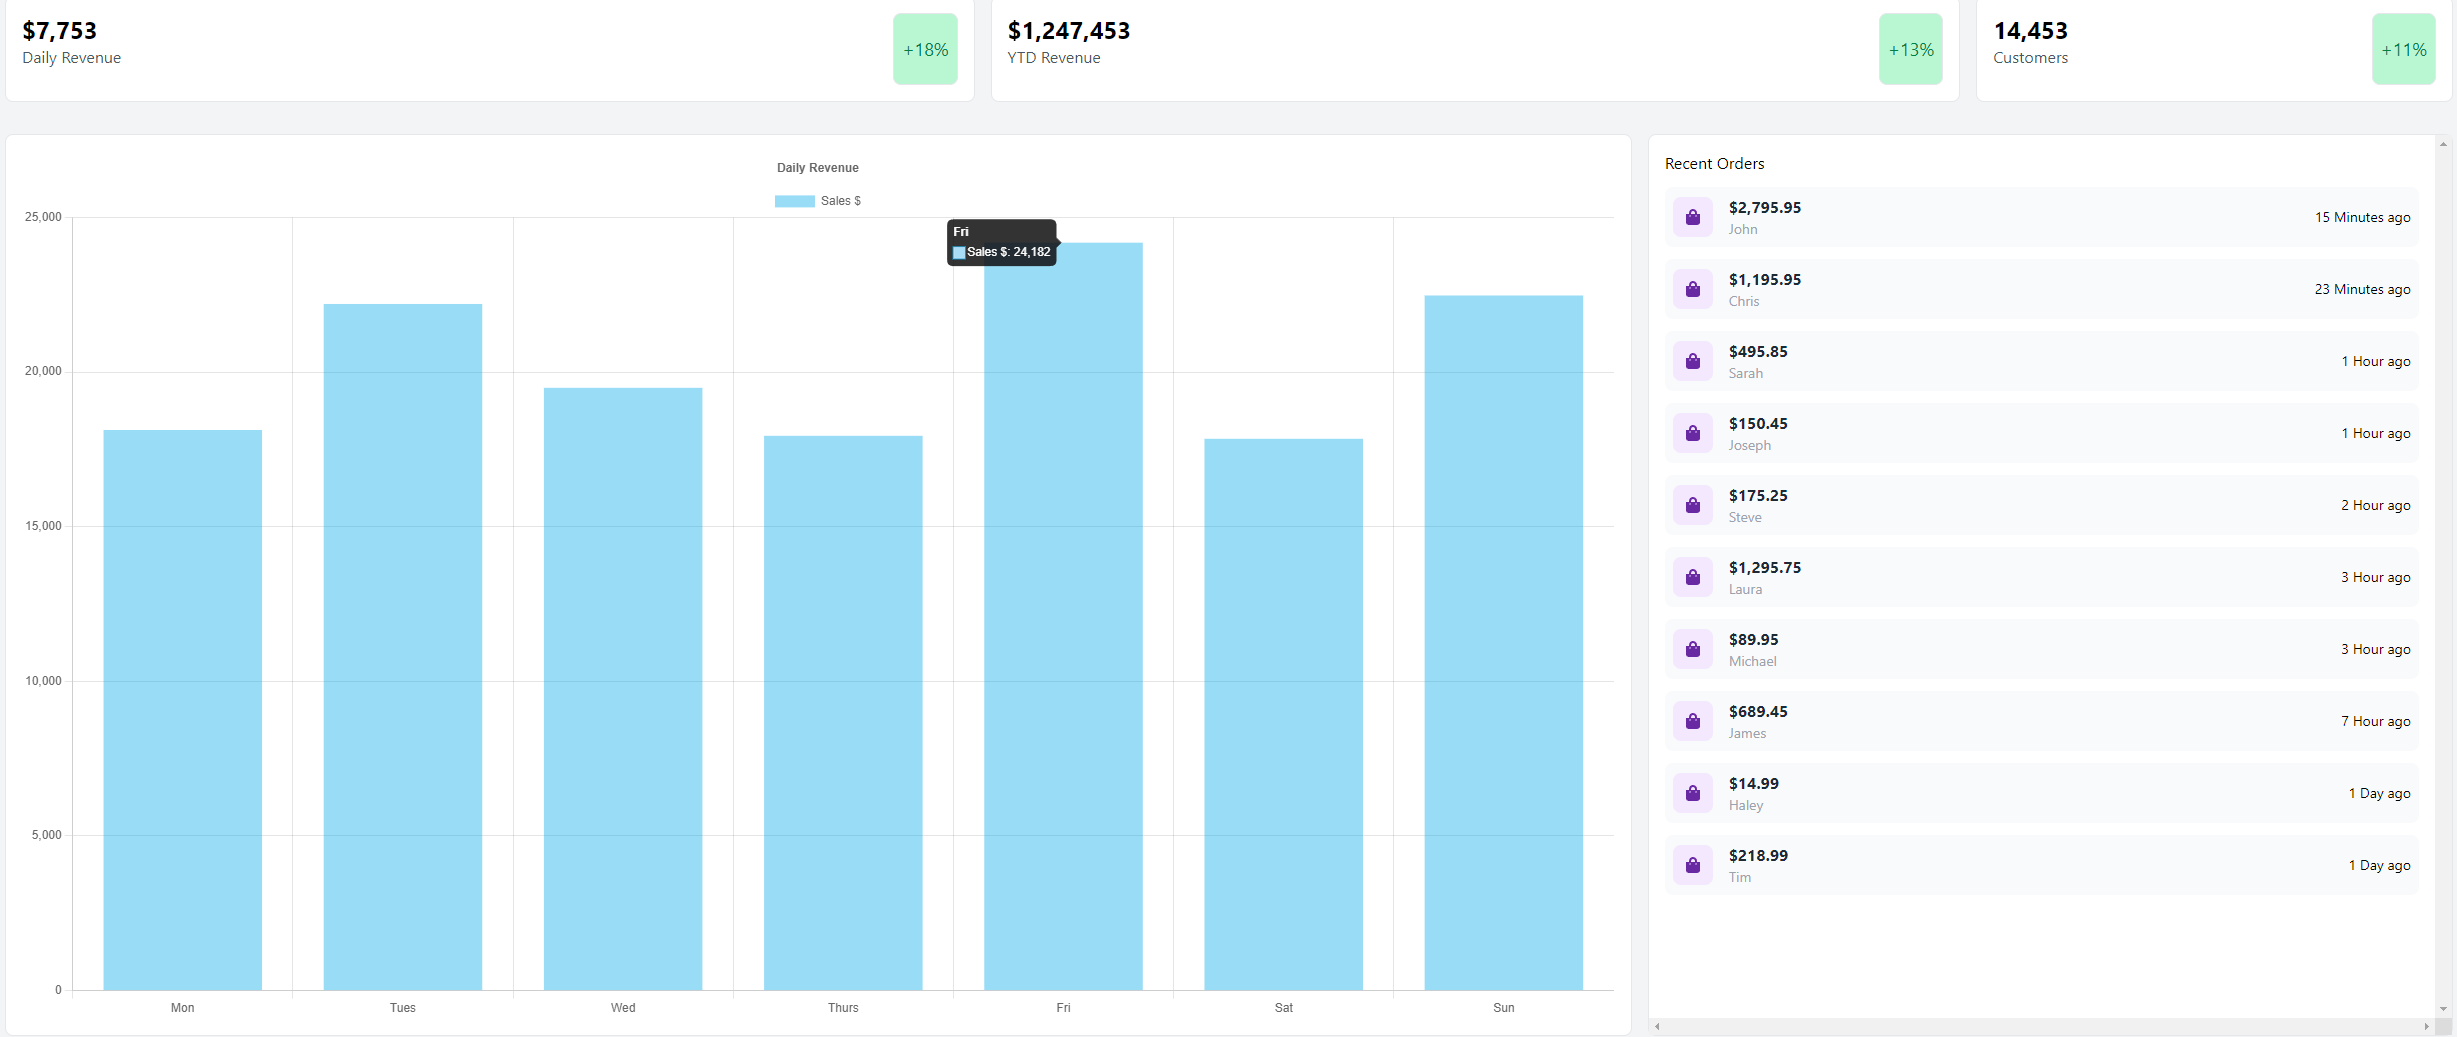 $7,753
Daily Revenue
+18%
$1,247,453
YTD Revenue
+13%
14,453
Customers
+11%
Daily Revenue
Sales $
25,000
20,000
15,000
10,000
5,000
0
Fri
Sales $: 24,182
Mon
Tues
Wed
Thurs
Fri
Sat
Sun
Recent Orders
$2,795.95
John
15 Minutes ago
$1,195.95
Chris
23 Minutes ago
$495.85
Sarah
1 Hour ago
$150.45
Joseph
1 Hour ago
$175.25
Steve
2 Hour ago
$1,295.75
Laura
3 Hour ago
$89.95
Michael
3 Hour ago
$689.45
James
7 Hour ago
$14.99
Haley
1 Day ago
$218.99
Tim
1 Day ago